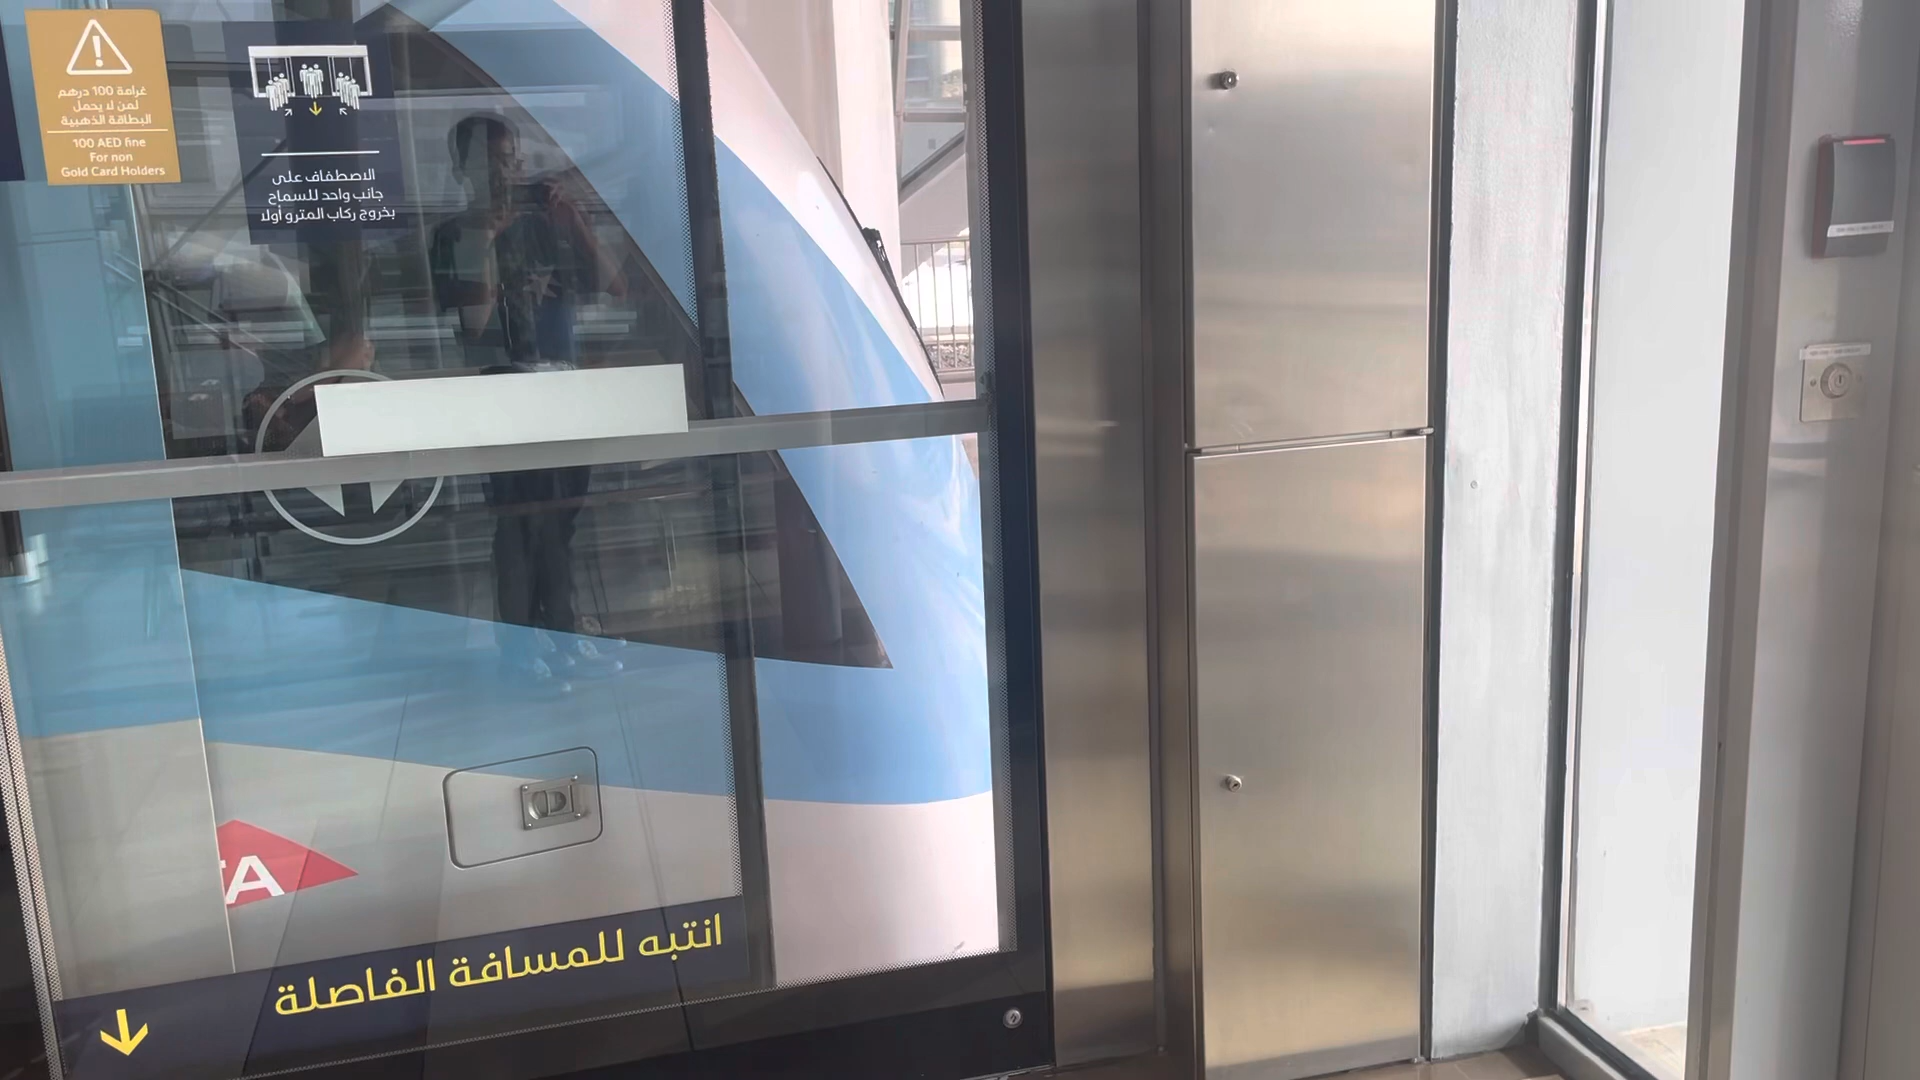 غرامة 100 درهم
لمن لا يحمل
البطاقة الذهبية
100 AED fine
For non
Gold Card Holders
الاصطفاف على
جانب واحد للسماح
بخروج ركاب المترو أولا
TA
انتبه للمسافة الفاصلة